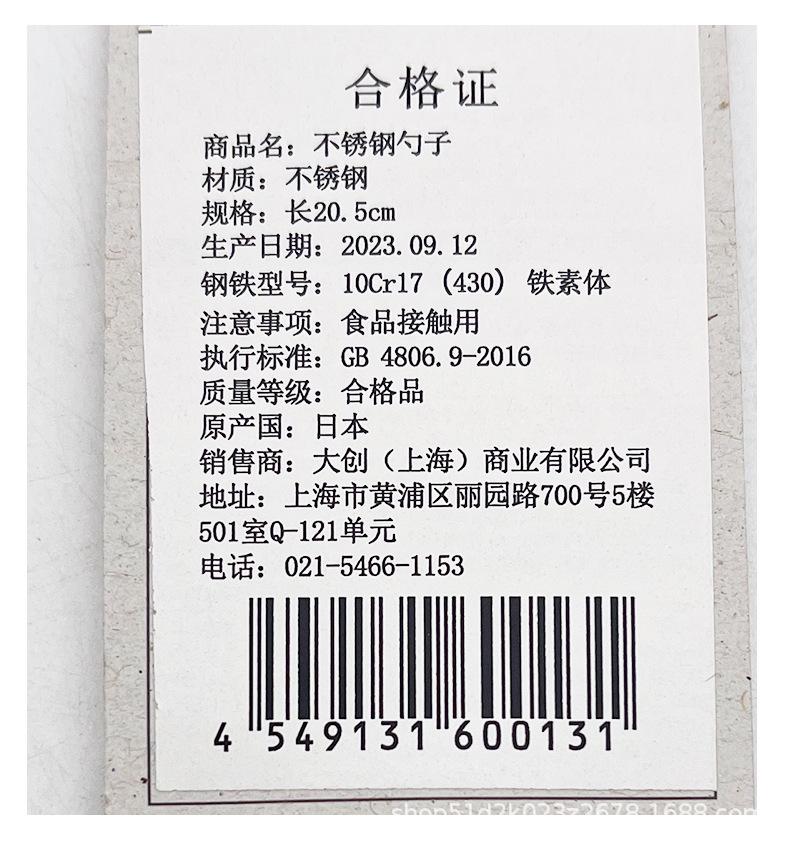 合格证
商品名：不锈钢勺子
材质：不锈钢
规格：长20.5cm
生产日期：2023.09.12
钢铁型号：10Cr17 (430) 铁素体
注意事项：食品接触用
执行标准：GB 4806.9-2016
质量等级：合格品
原产国：日本
销售商：大创（上海）商业有限公司
地址：上海市黄浦区丽园路700号5楼
501室Q-121单元
电话：021-5466-1153
4 549131 600131
shop51d2k023z2678.1688.com